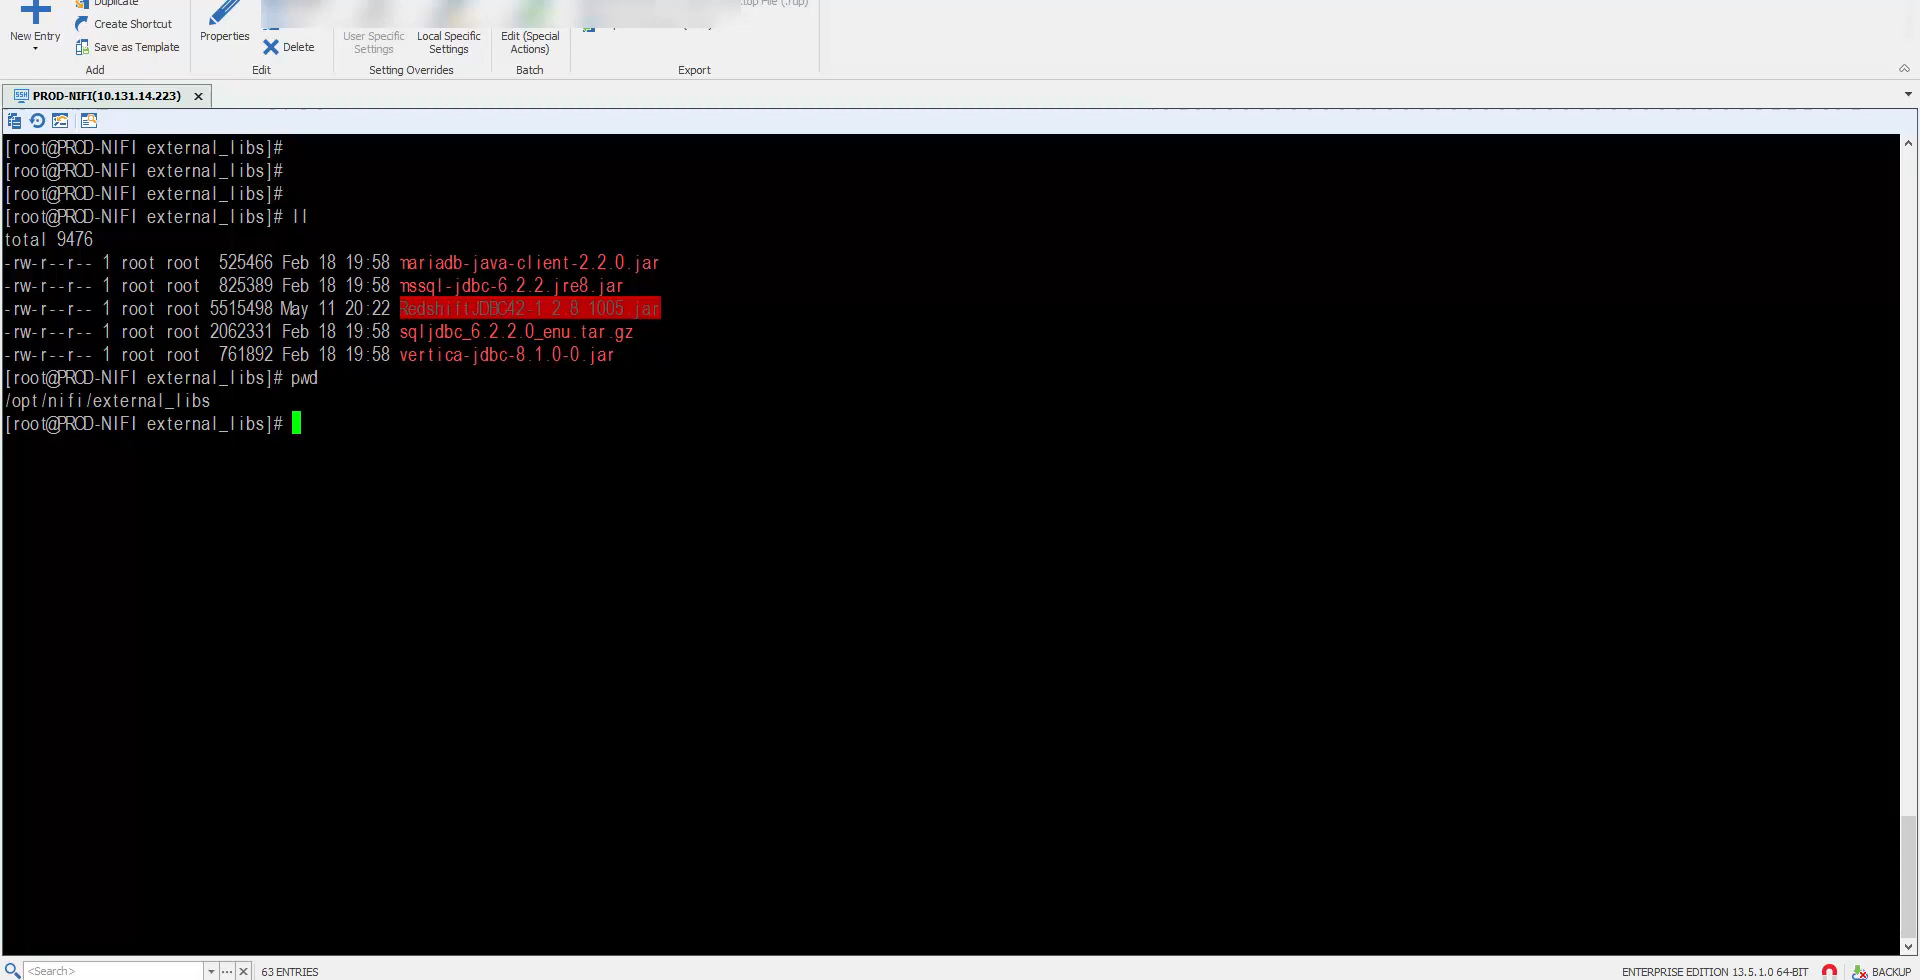 Duplicate
New Entry
Create Shortcut
Save as Template
Add
Properties
Delete
Edit
User Specific
Settings
Local Specific
Settings
Setting Overrides
Edit (Special
Actions)
Batch
Export
PROD-NIFI(10.131.14.223)
[root@PROD-NIFI external_libs]#
[root@PROD-NIFI external_libs]#
[root@PROD-NIFI external_libs]#
[root@PROD-NIFI external_libs]# ll
total 9476
-rw-r--r-- 1 root root 525466 Feb 18 19:58 mariadb-java-client-2.2.0.jar
-rw-r--r-- 1 root root 825389 Feb 18 19:58 mssql-jdbc-6.2.2.jre8.jar
-rw-r--r-- 1 root root 5515498 May 11 20:22 RedshiftJDBC42-1.2.8.1005.jar
-rw-r--r-- 1 root root 2062331 Feb 18 19:58 sqljdbc_6.2.2.0_enu.tar.gz
-rw-r--r-- 1 root root 761892 Feb 18 19:58 vertica-jdbc-8.1.0-0.jar
[root@PROD-NIFI external_libs]# pwd
/opt/nifi/external_libs
[root@PROD-NIFI external_libs]#
<Search>
63 ENTRIES
ENTERPRISE EDITION 13.5.1.0 64-BIT
BACKUP